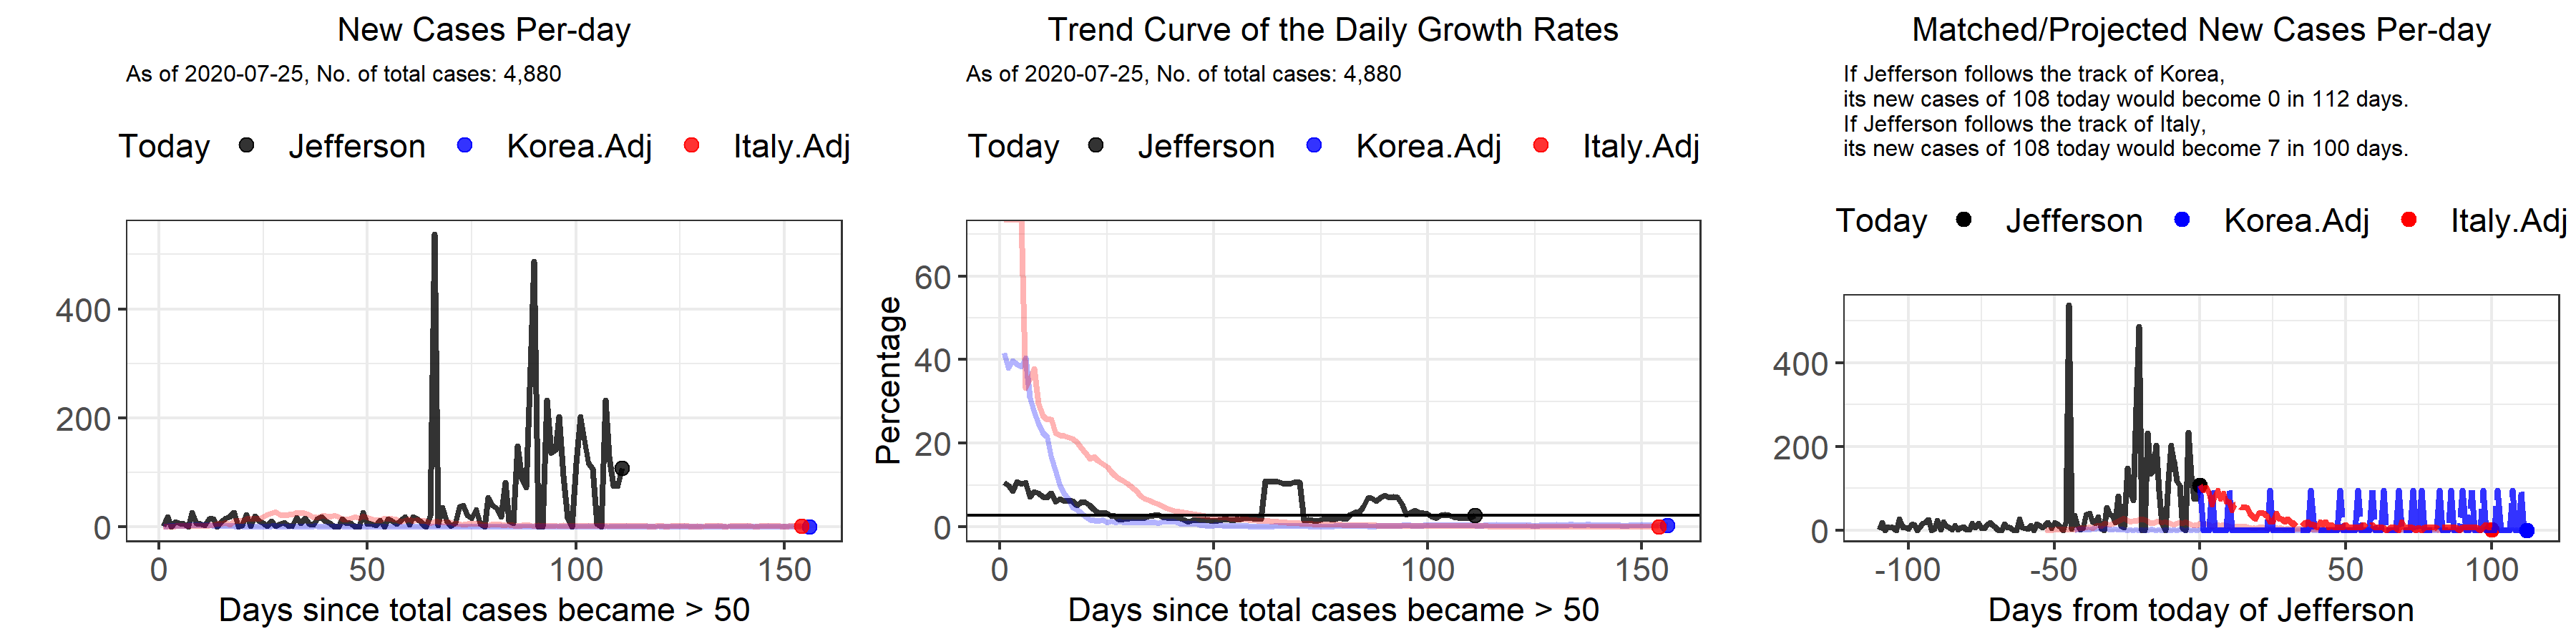 New Cases Per-day
As of 2020-07-25, No. of total cases: 4,880
Today Jefferson Korea.Adj Italy.Adj
400
200
0
0 50 100 150
Days since total cases became > 50
Trend Curve of the Daily Growth Rates
As of 2020-07-25, No. of total cases: 4,880
Today Jefferson Korea.Adj Italy.Adj
Percentage
60
40
20
0
0 50 100 150
Days since total cases became > 50
Matched/Projected New Cases Per-day
If Jefferson follows the track of Korea,
its new cases of 108 today would become 0 in 112 days.
If Jefferson follows the track of Italy,
its new cases of 108 today would become 7 in 100 days.
Today Jefferson Korea.Adj Italy.Adj
400
200
0
-100 -50 0 50 100
Days from today of Jefferson